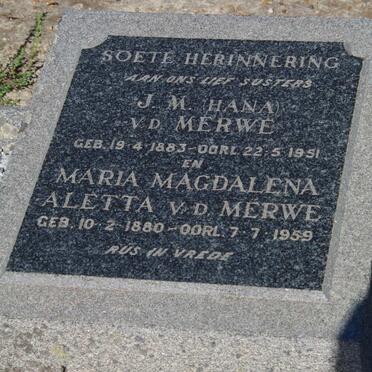 SOETE HERINNERING
AAN ONS LIEF SUSTERS
J. M. (HANA)
V.D. MERWE
GEB. 19-4-1883-OORL. 22-5-1951
EN
MARIA MAGDALENA
ALETTA V.D. MERWE
GEB. 10-2-1880-OORL. 7-7-1959
RUS IN VREDE